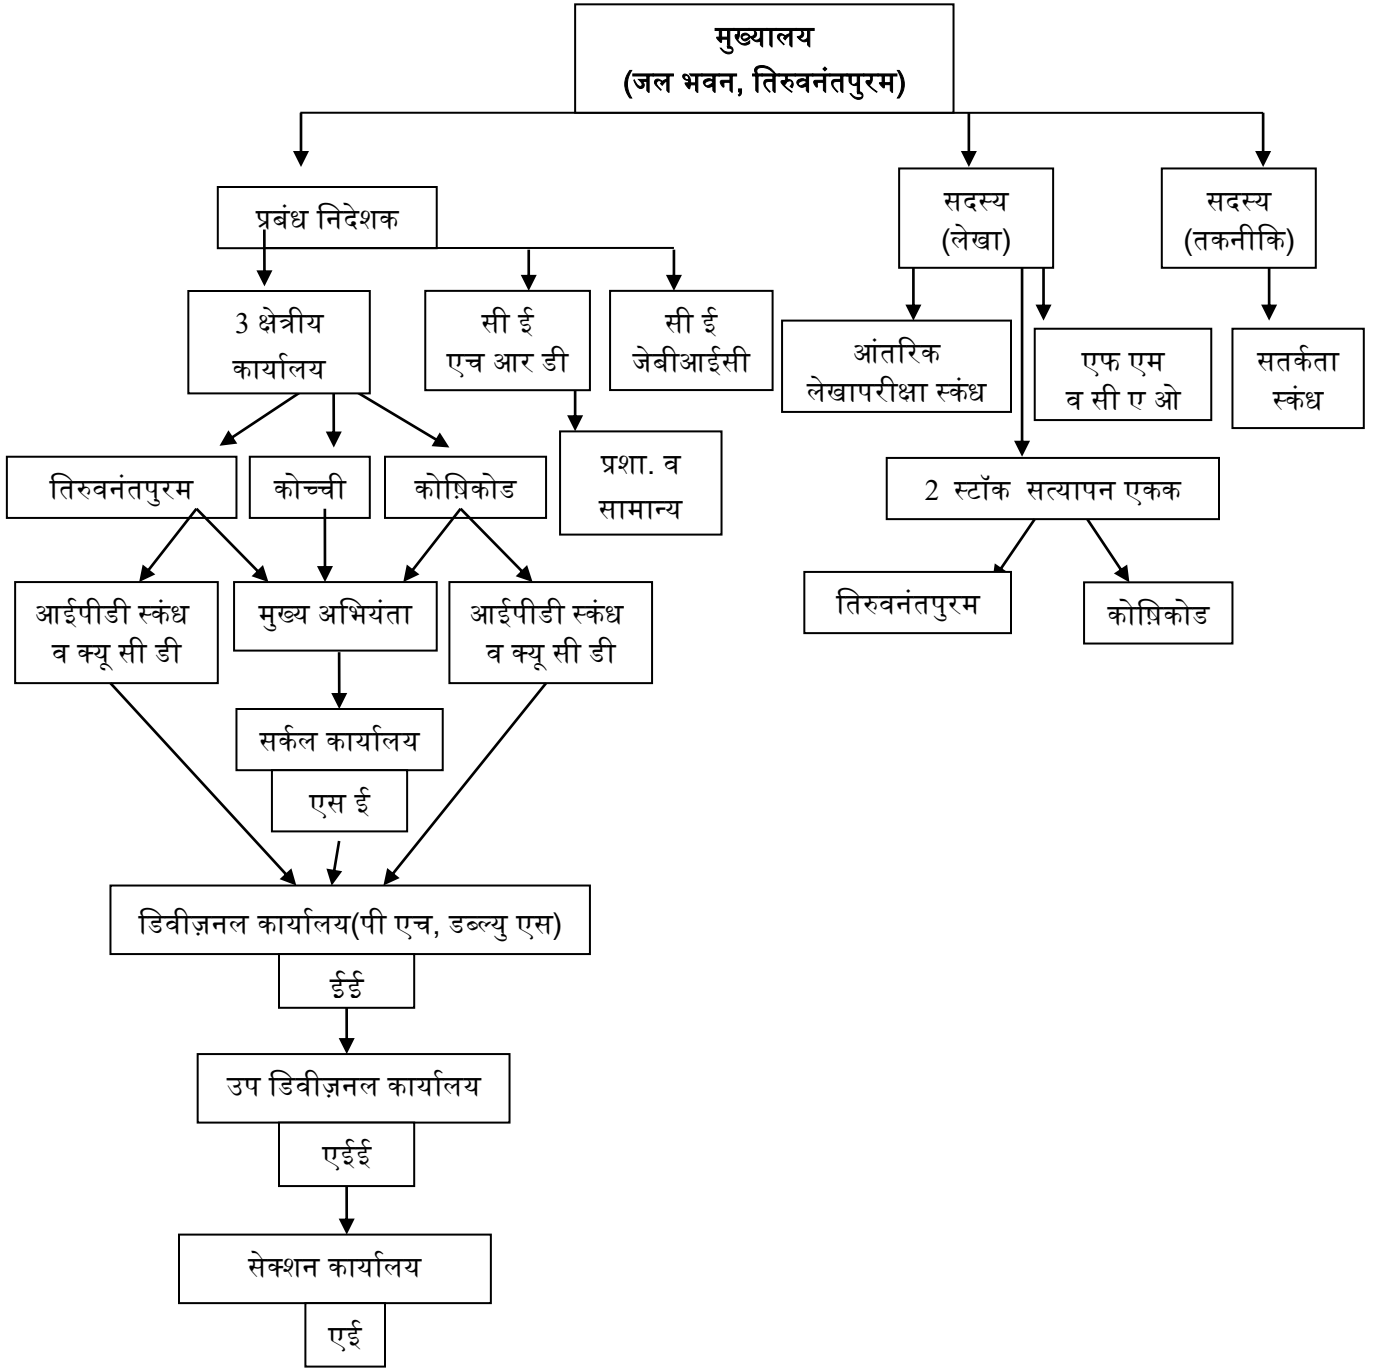 मुख्यालय
(जल भवन, तिरुवनंतपुरम)
प्रबंध निदेशक
सदस्य
(लेखा)
सदस्य
(तकनीकि)
3 क्षेत्रीय
कार्यालय
सी ई
एच आर डी
सी ई
जेबीआईसी
आंतरिक
लेखापरीक्षा स्कंध
एफ एम
व सी ए ओ
सतर्कता
स्कंध
तिरुवनंतपुरम
कोच्ची
कोष़िकोड
प्रशा. व
सामान्य
2 स्टॉक सत्यापन एकक
आईपीडी स्कंध
व क्यू सी डी
मुख्य अभियंता
आईपीडी स्कंध
व क्यू सी डी
तिरुवनंतपुरम
कोष़िकोड
सर्कल कार्यालय
एस ई
डिवीज़नल कार्यालय(पी एच, डब्ल्यु एस)
ईई
उप डिवीज़नल कार्यालय
एईई
सेक्शन कार्यालय
एई